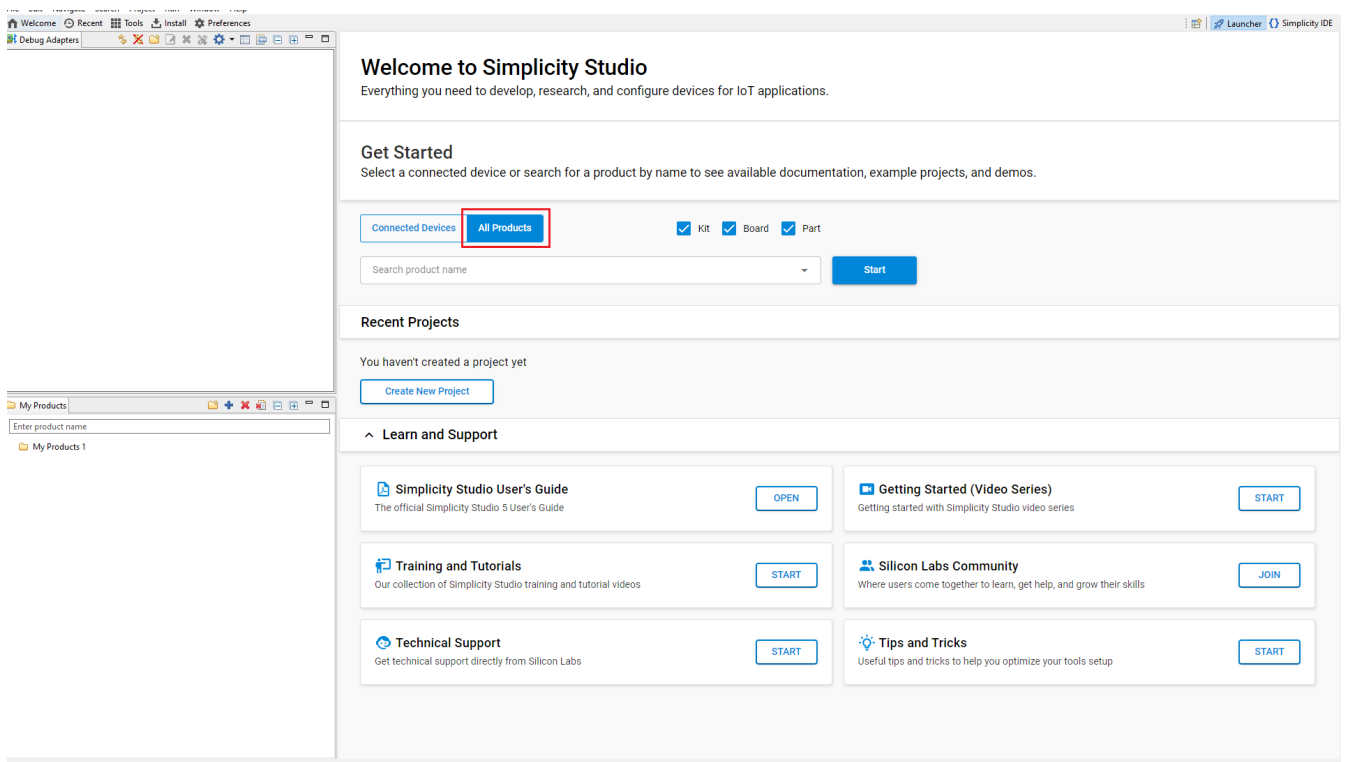 Welcome Recent Tools Install Preferences
Launcher Simplicity IDE
Debug Adapters
Welcome to Simplicity Studio
Everything you need to develop, research, and configure devices for IoT applications.
Get Started
Select a connected device or search for a product by name to see available documentation, example projects, and demos.
Connected Devices All Products Kit Board Part
Search product name Start
Recent Projects
You haven't created a project yet
Create New Project
My Products
Enter product name
My Products 1
Learn and Support
Simplicity Studio User's Guide
The official Simplicity Studio 5 User's Guide
OPEN
Getting Started (Video Series)
Getting started with Simplicity Studio video series
START
Training and Tutorials
Our collection of Simplicity Studio training and tutorial videos
START
Silicon Labs Community
Where users come together to learn, get help, and grow their skills
JOIN
Technical Support
Get technical support directly from Silicon Labs
START
Tips and Tricks
Useful tips and tricks to help you optimize your tools setup
START